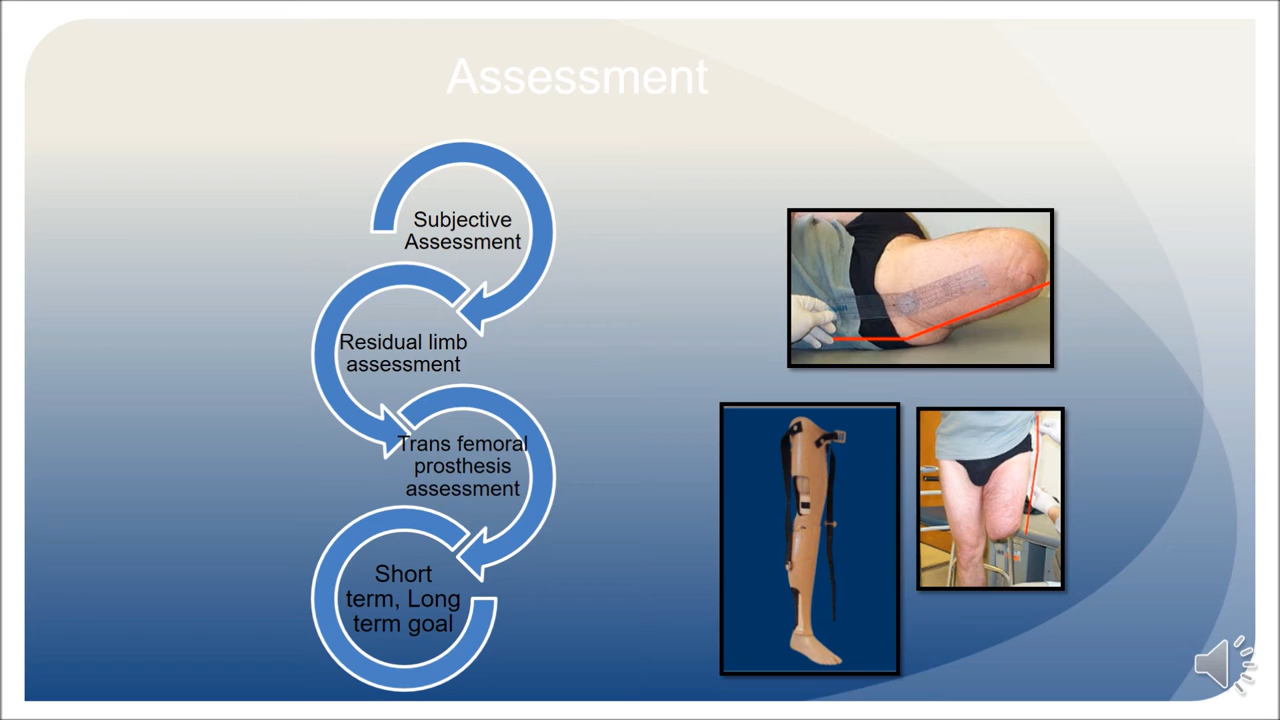 Assessment
Subjective
Assessment
Residual limb
assessment
Trans femoral
prosthesis
assessment
Short
term, Long
term goal